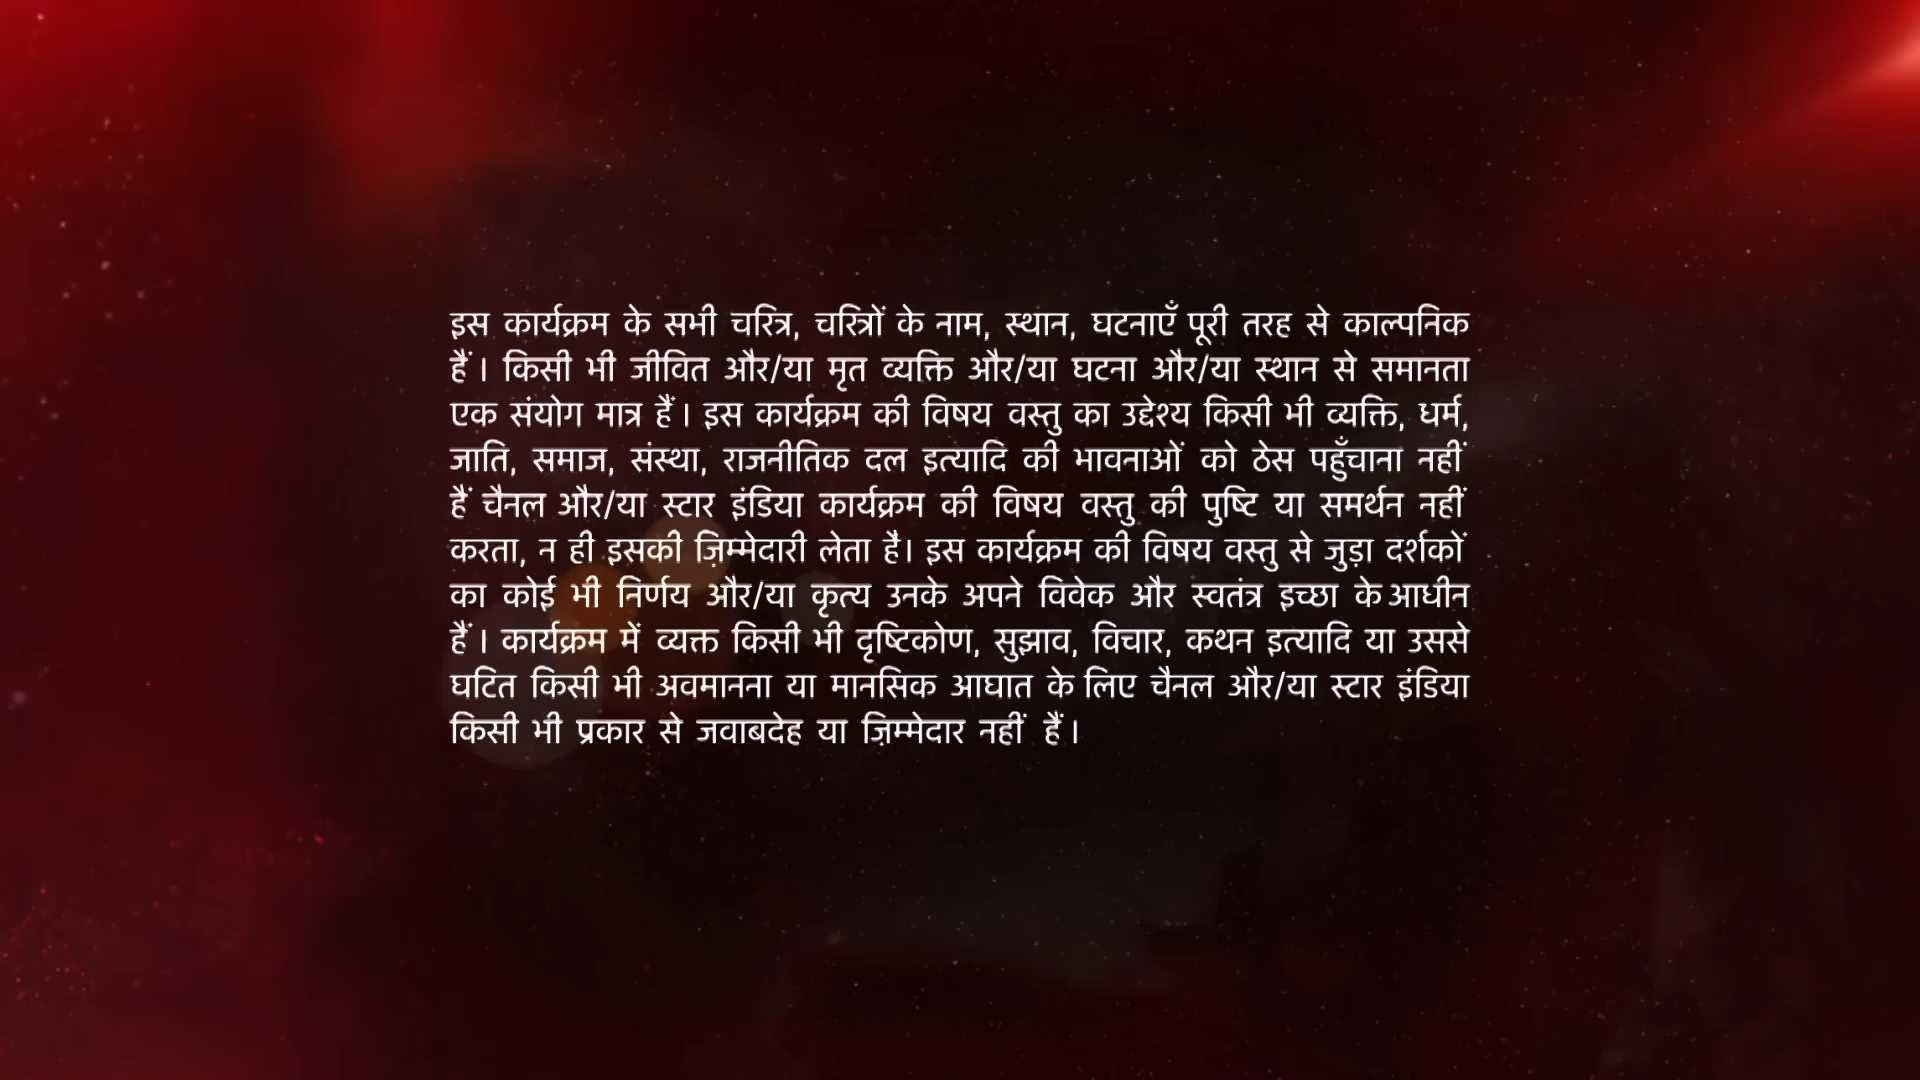 इस कार्यक्रम के सभी चरित्र, चरित्रों के नाम, स्थान, घटनाएँ पूरी तरह से काल्पनिक
हैं । किसी भी जीवित और/या मृत व्यक्ति और/या घटना और/या स्थान से समानता
एक संयोग मात्र हैं । इस कार्यक्रम की विषय वस्तु का उद्देश्य किसी भी व्यक्ति, धर्म,
जाति, समाज, संस्था, राजनीतिक दल इत्यादि की भावनाओं को ठेस पहुँचाना नहीं
हैं चैनल और/या स्टार इंडिया कार्यक्रम की विषय वस्तु की पुष्टि या समर्थन नहीं
करता, न ही इसकी ज़िम्मेदारी लेता है। इस कार्यक्रम की विषय वस्तु से जुड़ा दर्शकों
का कोई भी निर्णय और/या कृत्य उनके अपने विवेक और स्वतंत्र इच्छा के आधीन
हैं । कार्यक्रम में व्यक्त किसी भी दृष्टिकोण, सुझाव, विचार, कथन इत्यादि या उससे
घटित किसी भी अवमानना या मानसिक आघात के लिए चैनल और/या स्टार इंडिया
किसी भी प्रकार से जवाबदेह या ज़िम्मेदार नहीं हैं ।